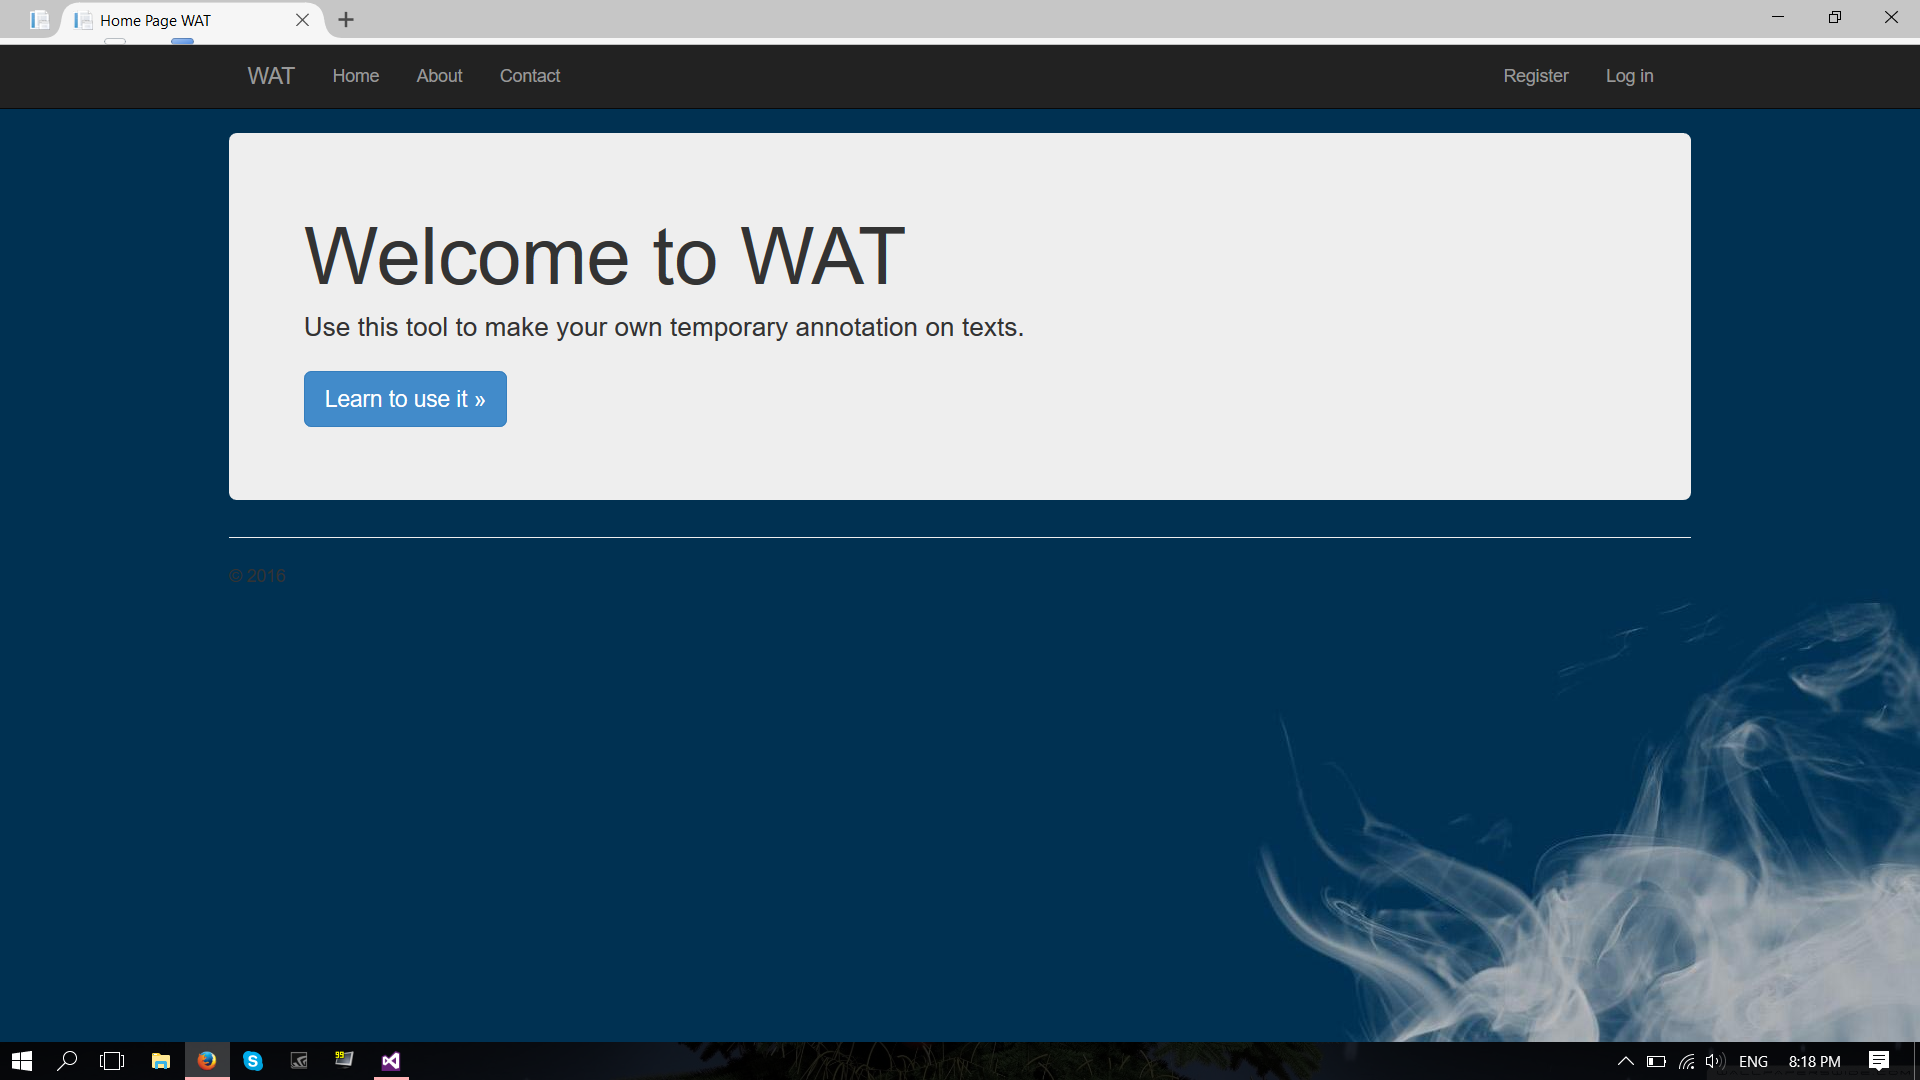 Home Page WAT
WAT Home About Contact Register Log in
Welcome to WAT
Use this tool to make your own temporary annotation on texts.
Learn to use it »
© 2016
99
ENG 8:18 PM